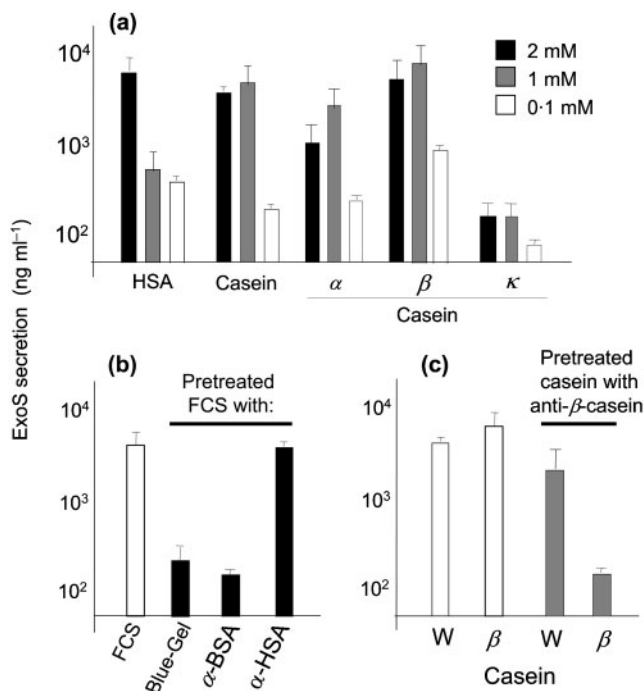 (a)
10⁴
10³
10²
2 mM
1 mM
0·1 mM
HSA Casein α β κ
Casein
ExoS secretion (ng ml⁻¹)
(b)
Pretreated
FCS with:
10⁴
10³
10²
FCS
Blue-Gel
α-BSA
α-HSA
(c)
Pretreated
casein with
anti-β-casein
10⁴
10³
10²
W β W β
Casein